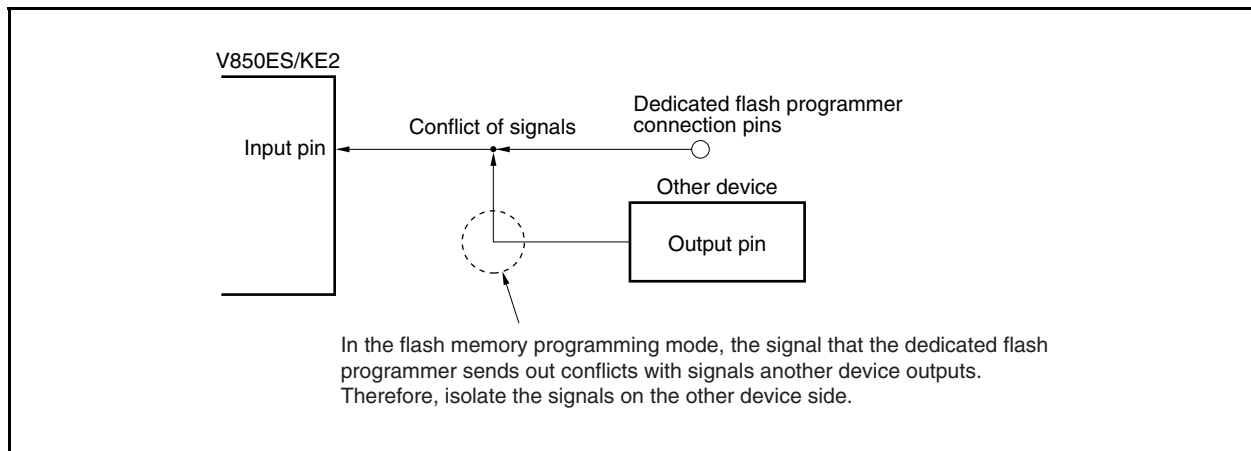 V850ES/KE2
Dedicated flash programmer
connection pins
Conflict of signals
Input pin
Other device
Output pin
In the flash memory programming mode, the signal that the dedicated flash
programmer sends out conflicts with signals another device outputs.
Therefore, isolate the signals on the other device side.